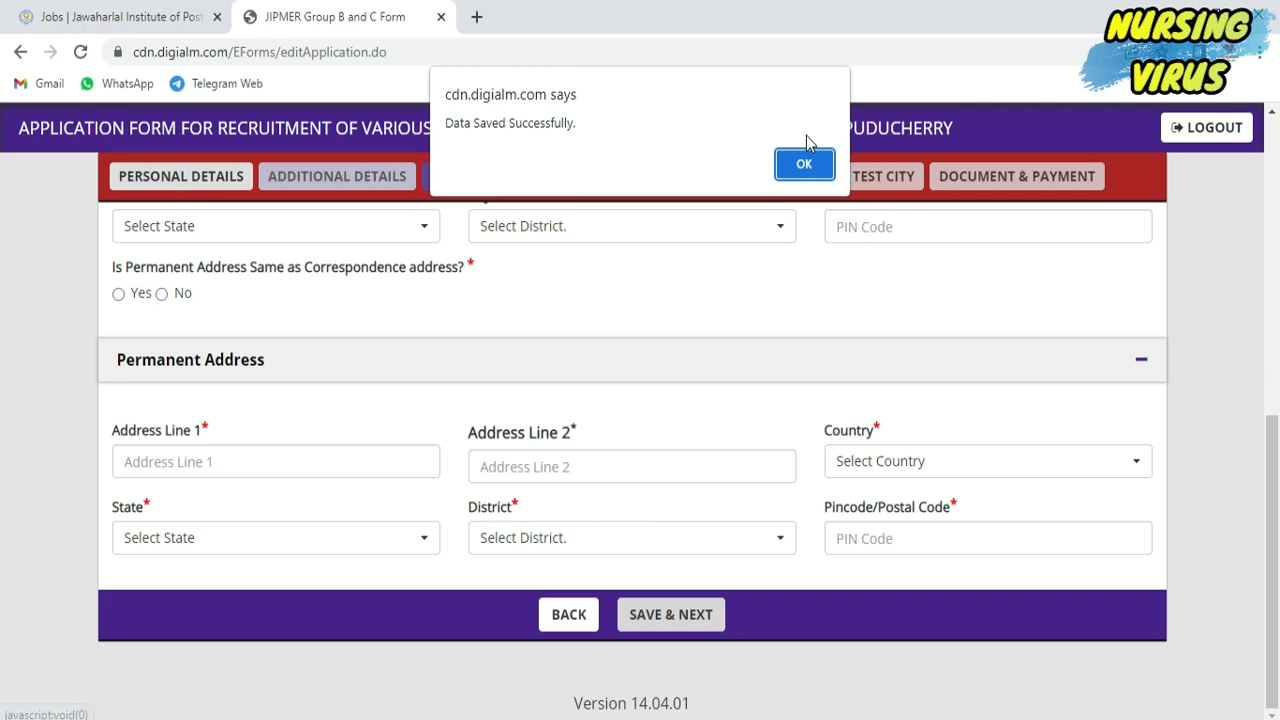 Jobs | Jawaharlal Institute of Post
JIPMER Group B and C Form
cdn.digialm.com/EForms/editApplication.do
Gmail
WhatsApp
Telegram Web
NURSING
VIRUS
cdn.digialm.com says
Data Saved Successfully.
OK
APPLICATION FORM FOR RECRUITMENT OF VARIOUS
PUDUCHERRY
LOGOUT
PERSONAL DETAILS
ADDITIONAL DETAILS
TEST CITY
DOCUMENT & PAYMENT
Select State
Select District.
PIN Code
Is Permanent Address Same as Correspondence address? *
Yes No
Permanent Address
Address Line 1*
Address Line 2*
Country*
Address Line 1
Address Line 2
Select Country
State*
District*
Pincode/Postal Code*
Select State
Select District.
PIN Code
BACK
SAVE & NEXT
Version 14.04.01
javascript:void(0)